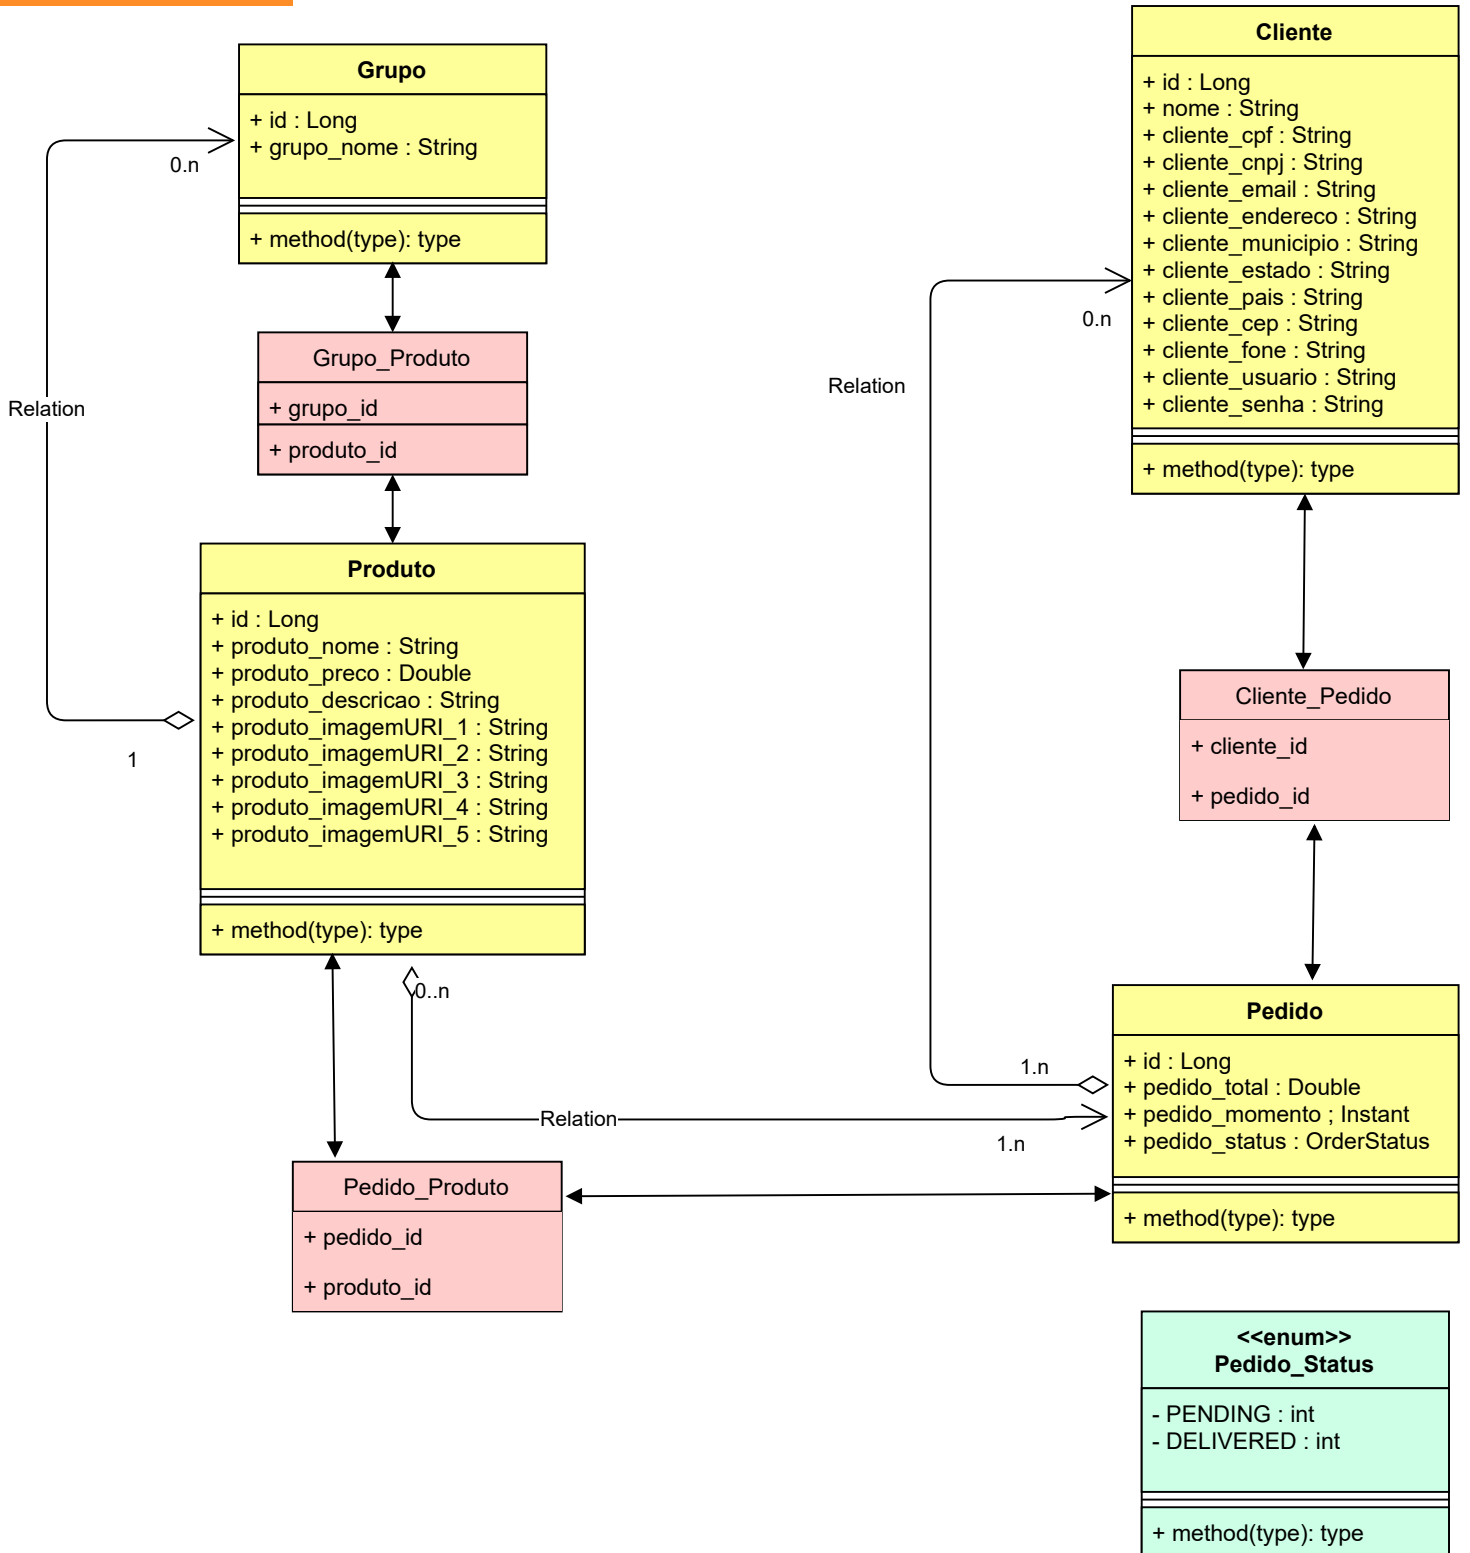 Grupo
+ id : Long
+ grupo_nome : String
+ method(type): type
0.n
Relation
1
Grupo_Produto
+ grupo_id
+ produto_id
Produto
+ id : Long
+ produto_nome : String
+ produto_preco : Double
+ produto_descricao : String
+ produto_imagemURI_1 : String
+ produto_imagemURI_2 : String
+ produto_imagemURI_3 : String
+ produto_imagemURI_4 : String
+ produto_imagemURI_5 : String
+ method(type): type
0..n
Relation
1.n
Pedido_Produto
+ pedido_id
+ produto_id
Cliente
+ id : Long
+ nome : String
+ cliente_cpf : String
+ cliente_cnpj : String
+ cliente_email : String
+ cliente_endereco : String
+ cliente_municipio : String
+ cliente_estado : String
+ cliente_pais : String
+ cliente_cep : String
+ cliente_fone : String
+ cliente_usuario : String
+ cliente_senha : String
+ method(type): type
0.n
Relation
1.n
Cliente_Pedido
+ cliente_id
+ pedido_id
Pedido
+ id : Long
+ pedido_total : Double
+ pedido_momento ; Instant
+ pedido_status : OrderStatus
+ method(type): type
<<enum>>
Pedido_Status
- PENDING : int
- DELIVERED : int
+ method(type): type